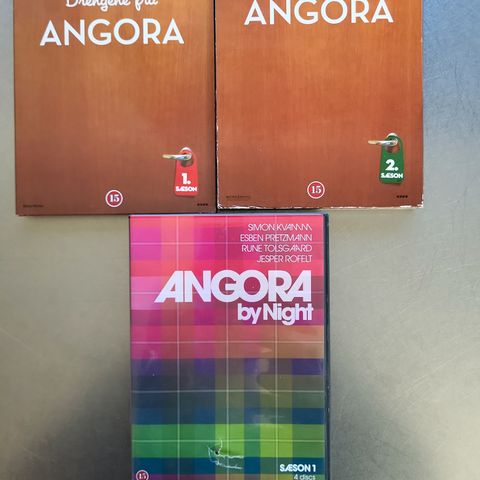 Drengene fra
ANGORA
1.
SÆSON
15
ANGORA
2.
SÆSON
15
SIMON KVAMM
ESBEN PRETZMANN
RUNE TOLSGAARD
JESPER ROFELT
ANGORA
by Night
SÆSON 1
4 discs
15